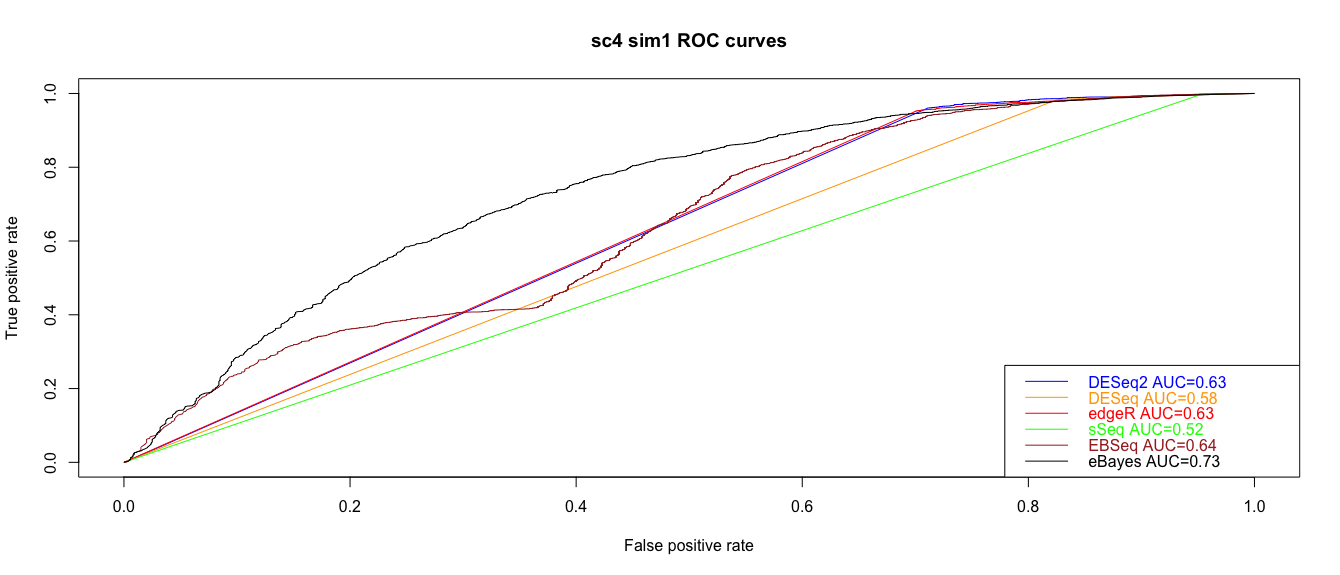 sc4 sim1 ROC curves
True positive rate
1.0
0.8
0.6
0.4
0.2
0.0
DESeq2 AUC=0.63
DESeq AUC=0.58
edgeR AUC=0.63
sSeq AUC=0.52
EBSeq AUC=0.64
eBayes AUC=0.73
0.0 0.2 0.4 0.6 0.8 1.0
False positive rate